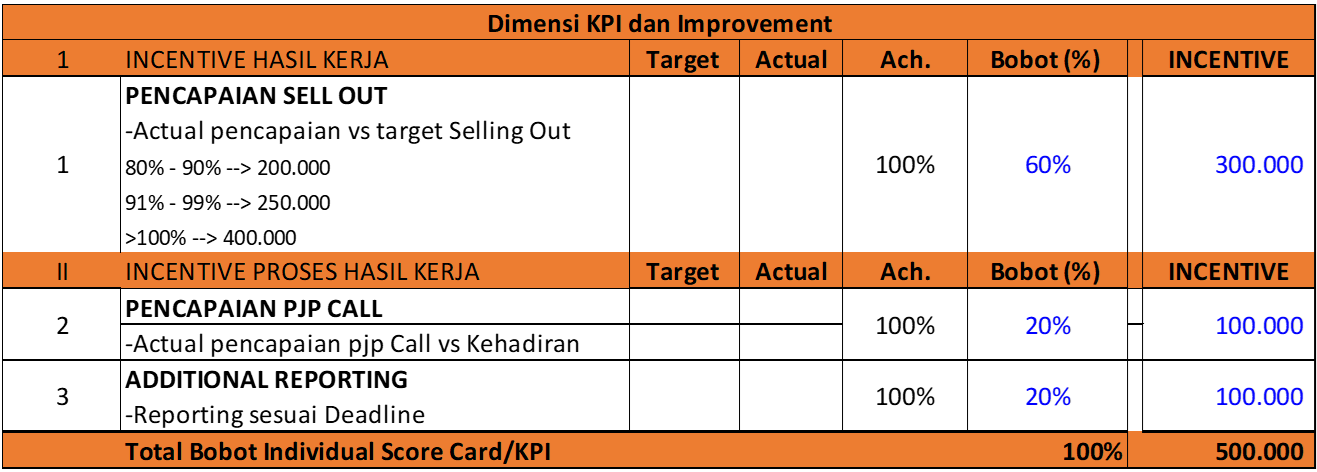 Dimensi KPI dan Improvement
1 INCENTIVE HASIL KERJA Target Actual Ach. Bobot (%) INCENTIVE
PENCAPAIAN SELL OUT
-Actual pencapaian vs target Selling Out
1 80% - 90% --> 200.000 100% 60% 300.000
91% - 99% --> 250.000
>100% --> 400.000
II INCENTIVE PROSES HASIL KERJA Target Actual Ach. Bobot (%) INCENTIVE
PENCAPAIAN PJP CALL
2 100% 20% 100.000
-Actual pencapaian pjp Call vs Kehadiran
ADDITIONAL REPORTING
3 100% 20% 100.000
-Reporting sesuai Deadline
Total Bobot Individual Score Card/KPI 100% 500.000